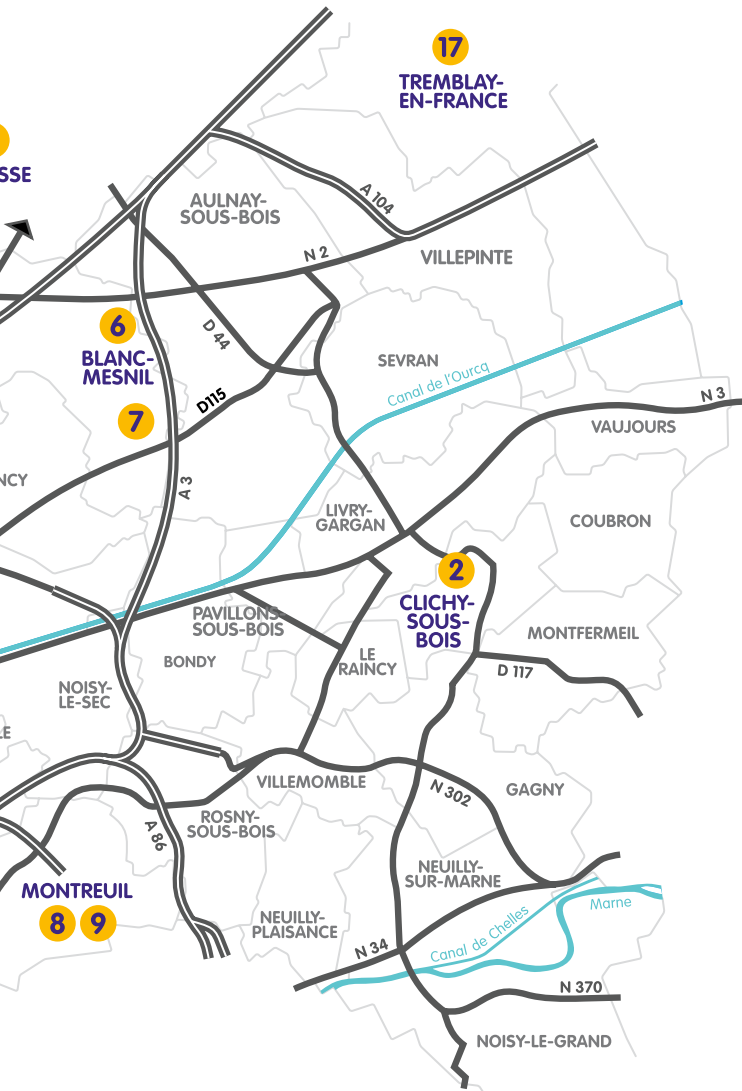 17
TREMBLAY-
EN-FRANCE
SSE
AULNAY-
SOUS-BOIS
A 104
N 2
VILLEPINTE
6
BLANC-
MESNIL
D 44
SEVRAN
Canal de l'Ourcq
D115
7
N 3
VAUJOURS
NCY
A 3
LIVRY-
GARGAN
COUBRON
2
CLICHY-
SOUS-
BOIS
PAVILLONS-
SOUS-BOIS
MONTFERMEIL
BONDY
LE
RAINCY
D 117
NOISY-
LE-SEC
LE
VILLEMOMBLE
N 302
GAGNY
ROSNY-
SOUS-BOIS
A 86
NEUILLY-
SUR-MARNE
MONTREUIL
8 9
NEUILLY-
PLAISANCE
Marne
Canal de Chelles
N 34
N 370
NOISY-LE-GRAND